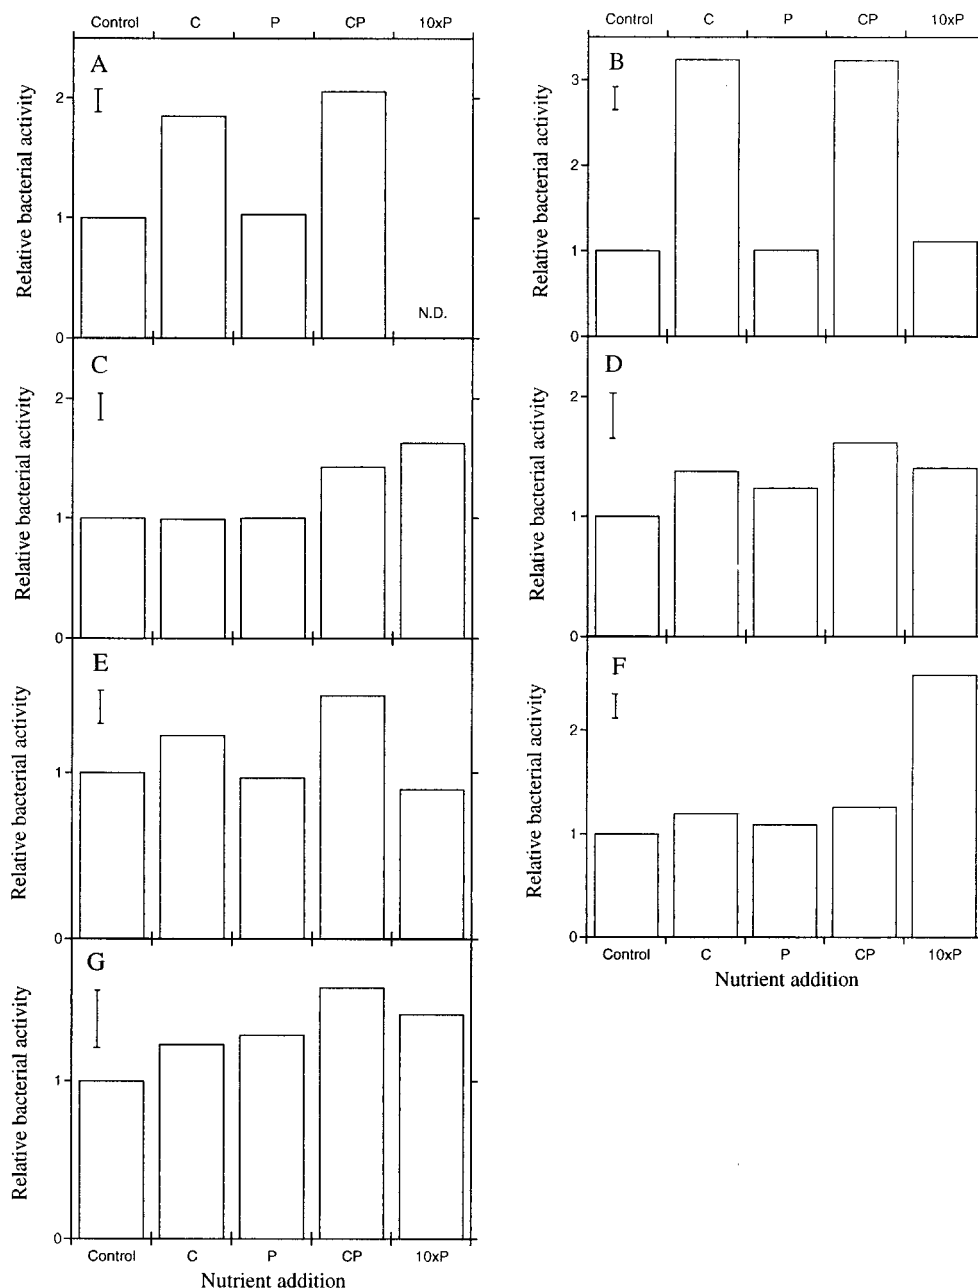 Control C P CP 10xP
Control C P CP 10xP
A
2
1
0
N.D.
Relative bacterial activity
B
3
2
1
0
Relative bacterial activity
C
2
1
0
Relative bacterial activity
D
2
1
0
Relative bacterial activity
E
1
0
Relative bacterial activity
F
2
1
0
Relative bacterial activity
Control C P CP 10xP
Nutrient addition
G
1
0
Relative bacterial activity
Control C P CP 10xP
Nutrient addition